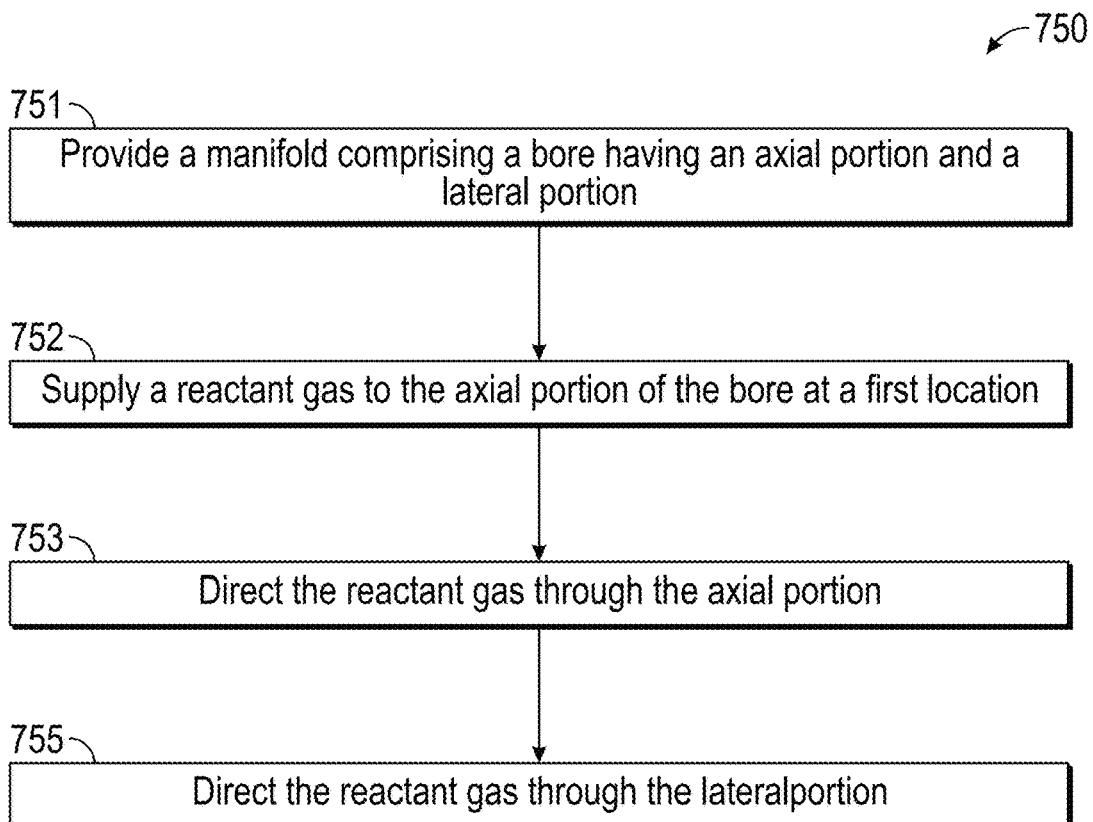 750
751
Provide a manifold comprising a bore having an axial portion and a
lateral portion
752
Supply a reactant gas to the axial portion of the bore at a first location
753
Direct the reactant gas through the axial portion
755
Direct the reactant gas through the lateralportion